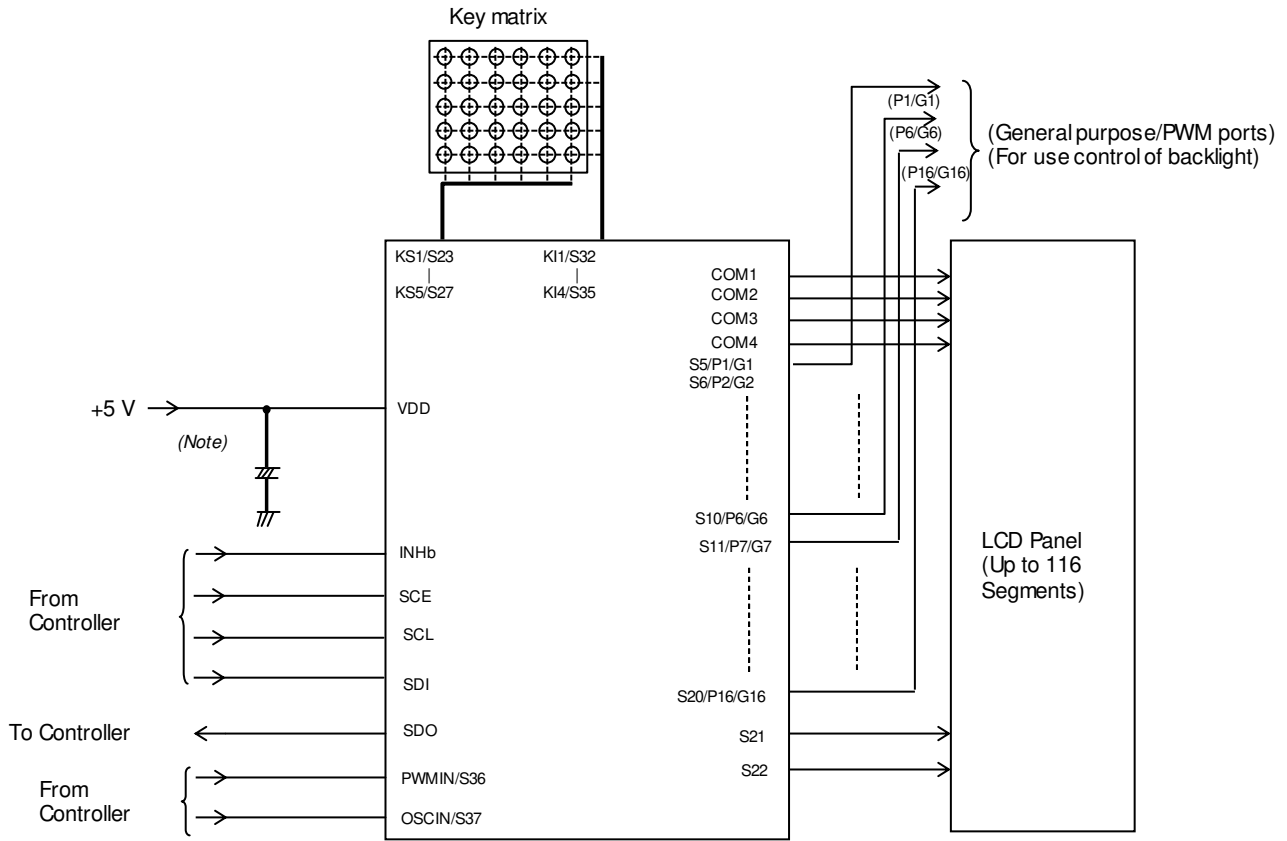 Key matrix
(P1/G1)
(P6/G6)
(P16/G16)
(General purpose/PWM ports)
(For use control of backlight)
KS1/S23
|
KS5/S27
KI1/S32
|
KI4/S35
COM1
COM2
COM3
COM4
S5/P1/G1
S6/P2/G2
+5 V
(Note)
VDD
S10/P6/G6
S11/P7/G7
LCD Panel
(Up to 116
Segments)
From
Controller
INHb
SCE
SCL
SDI
S20/P16/G16
To Controller
SDO
S21
S22
From
Controller
PWMIN/S36
OSCIN/S37